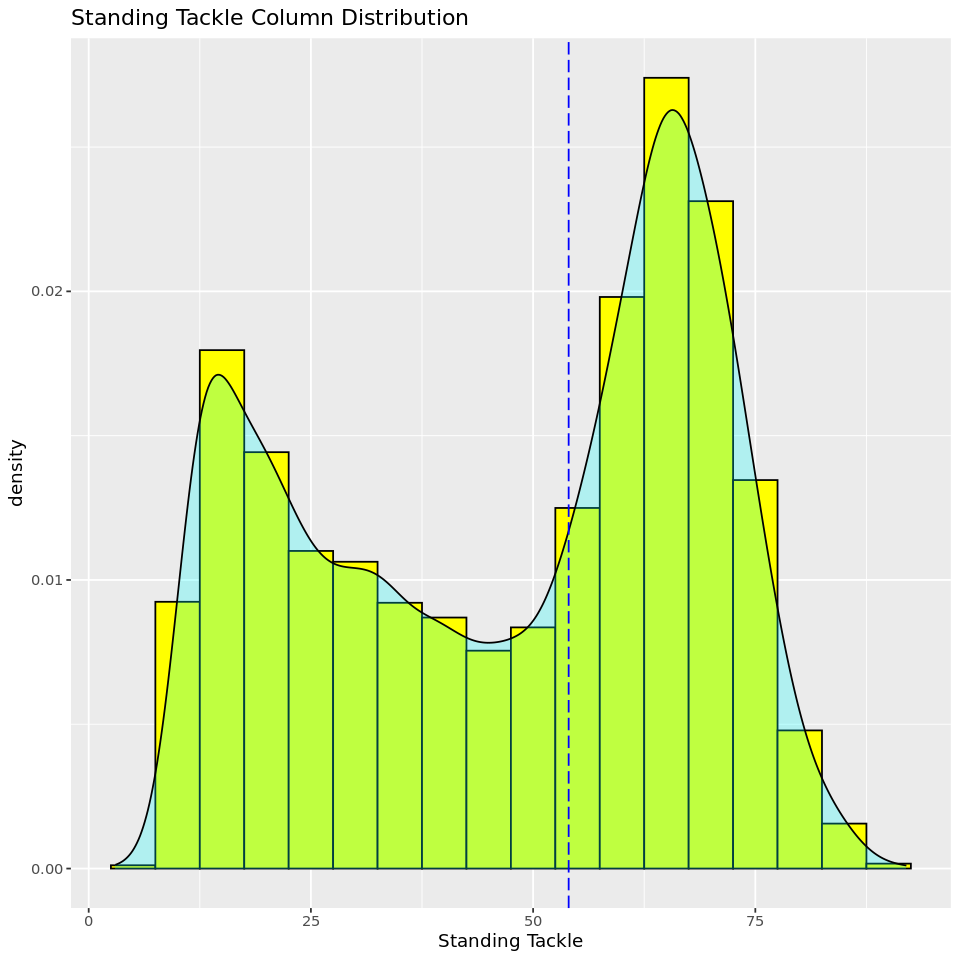 Standing Tackle Column Distribution
density
0.02
0.01
0.00
0 25 50 75
Standing Tackle